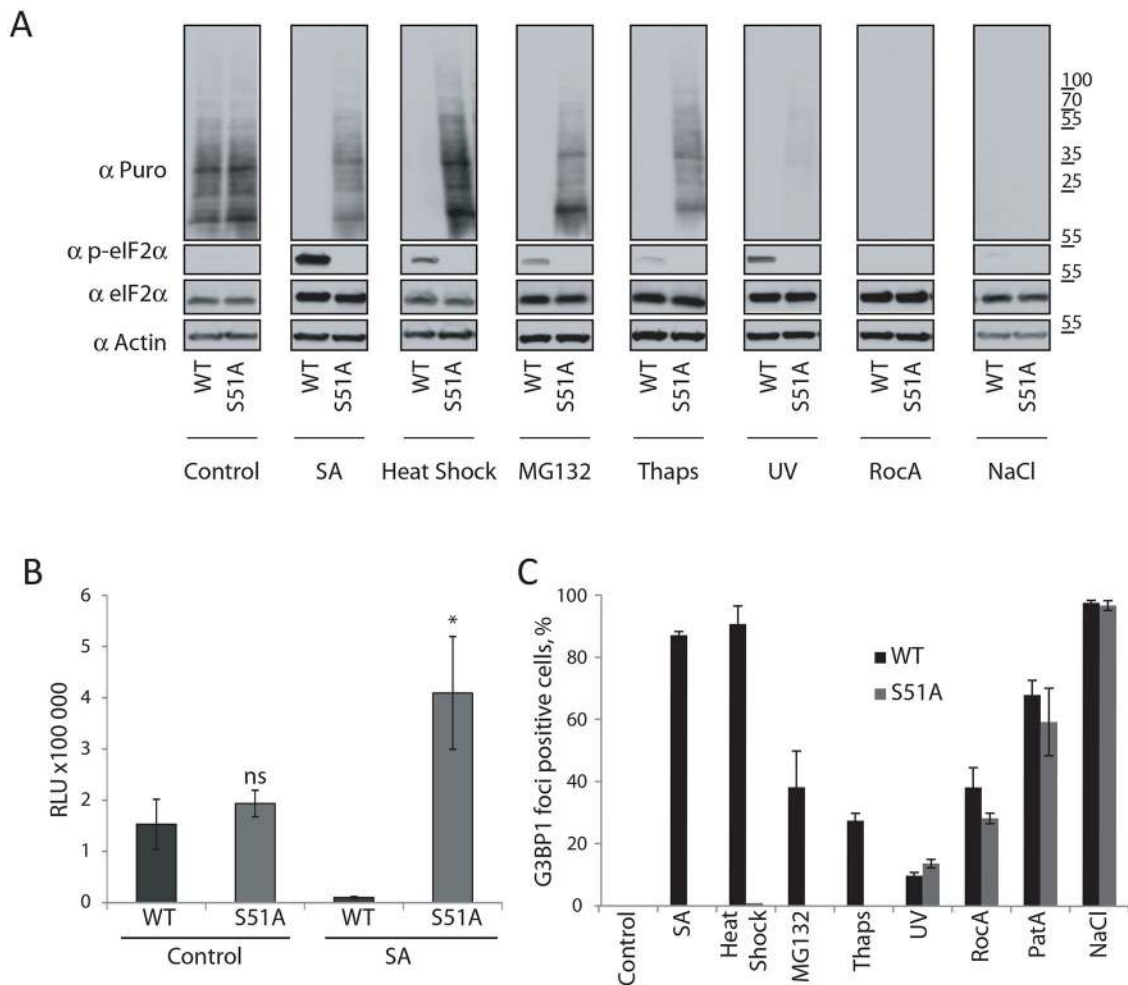 A
α Puro
α p-eIF2α
α eIF2α
α Actin
100
70
55
35
25
55
55
55
WT S51A WT S51A WT S51A WT S51A WT S51A WT S51A WT S51A WT S51A
Control SA Heat Shock MG132 Thaps UV RocA NaCl
B
RLU x100 000
6
5
4
3
2
1
0
ns
*
WT S51A WT S51A
Control SA
C
G3BP1 foci positive cells, %
100
80
60
40
20
0
WT
S51A
Control
SA
Heat
Shock
MG132
Thaps
UV
RocA
PatA
NaCl